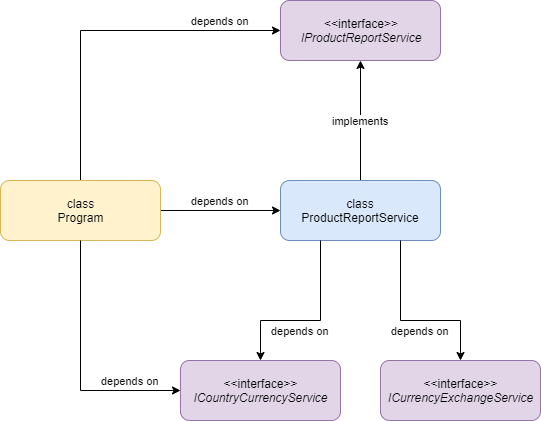 depends on
<<interface>>
IProductReportService
implements
class
Program
depends on
class
ProductReportService
depends on
depends on
depends on
<<interface>>
ICountryCurrencyService
<<interface>>
ICurrencyExchangeService